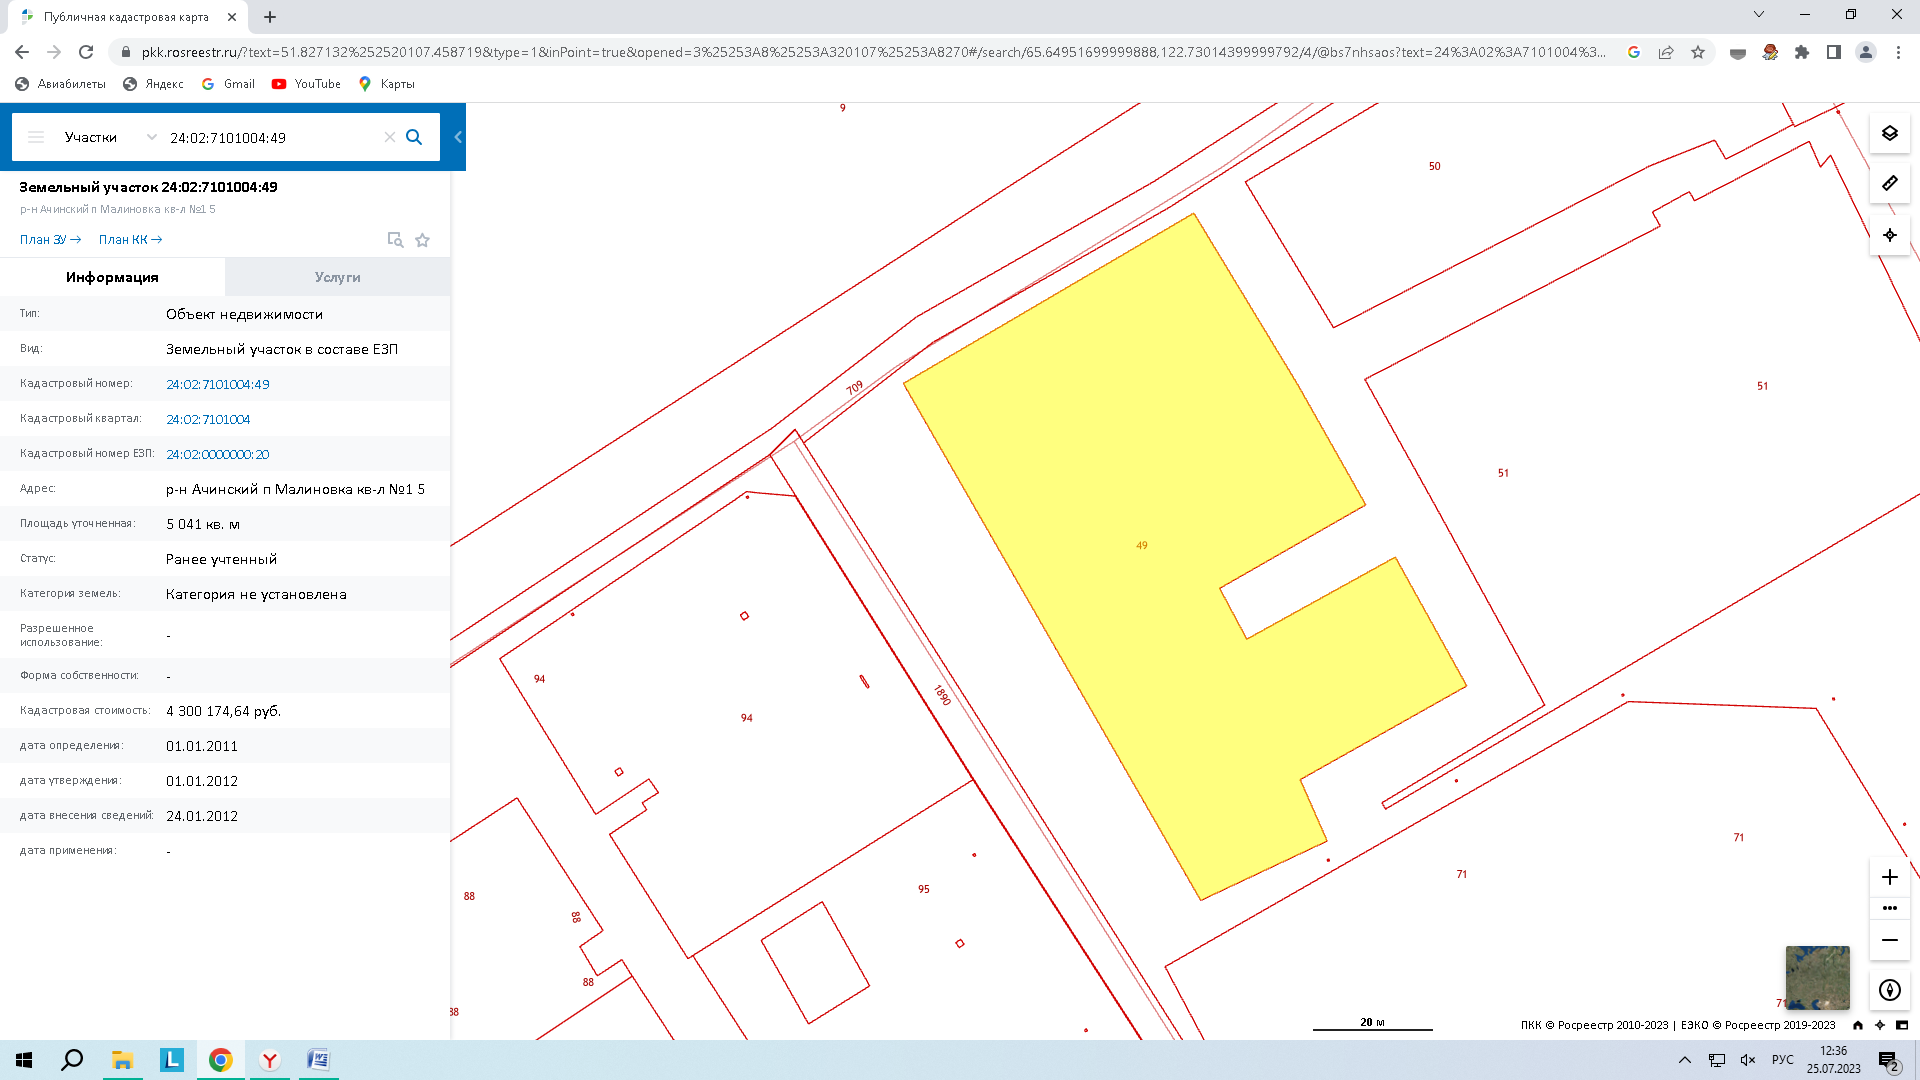 Публичная кадастровая карта
pkk.rosreestr.ru/?text=51.827132%252520107.458719&type=1&inPoint=true&opened=3%25253A8%25253A320107%25253A8270#/search/65.64951699999888,122.73014399999792/4/@bs7nhsaos?text=24%3A02%3A7101004%3...
Авиабилеты
Яндекс
Gmail
YouTube
Карты
Участки
24:02:7101004:49
Земельный участок 24:02:7101004:49
р-н Ачинский п Малиновка кв-л №1 5
План ЗУ →
План КК →
Информация
Услуги
Тип: Объект недвижимости
Вид: Земельный участок в составе ЕЗП
Кадастровый номер: 24:02:7101004:49
Кадастровый квартал: 24:02:7101004
Кадастровый номер ЕЗП: 24:02:0000000:20
Адрес: р-н Ачинский п Малиновка кв-л №1 5
Площадь уточненная: 5 041 кв. м
Статус: Ранее учтенный
Категория земель: Категория не установлена
Разрешенное
использование: -
Форма собственности: -
Кадастровая стоимость: 4 300 174,64 руб.
дата определения: 01.01.2011
дата утверждения: 01.01.2012
дата внесения сведений: 24.01.2012
дата применения: -
9
50
709
51
51
49
94
94
1890
71
71
95
88
88
88
88
71
20 м
ПКК © Росреестр 2010-2023 | ЕЭКО © Росреестр 2019-2023
РУС
12:36
25.07.2023
2